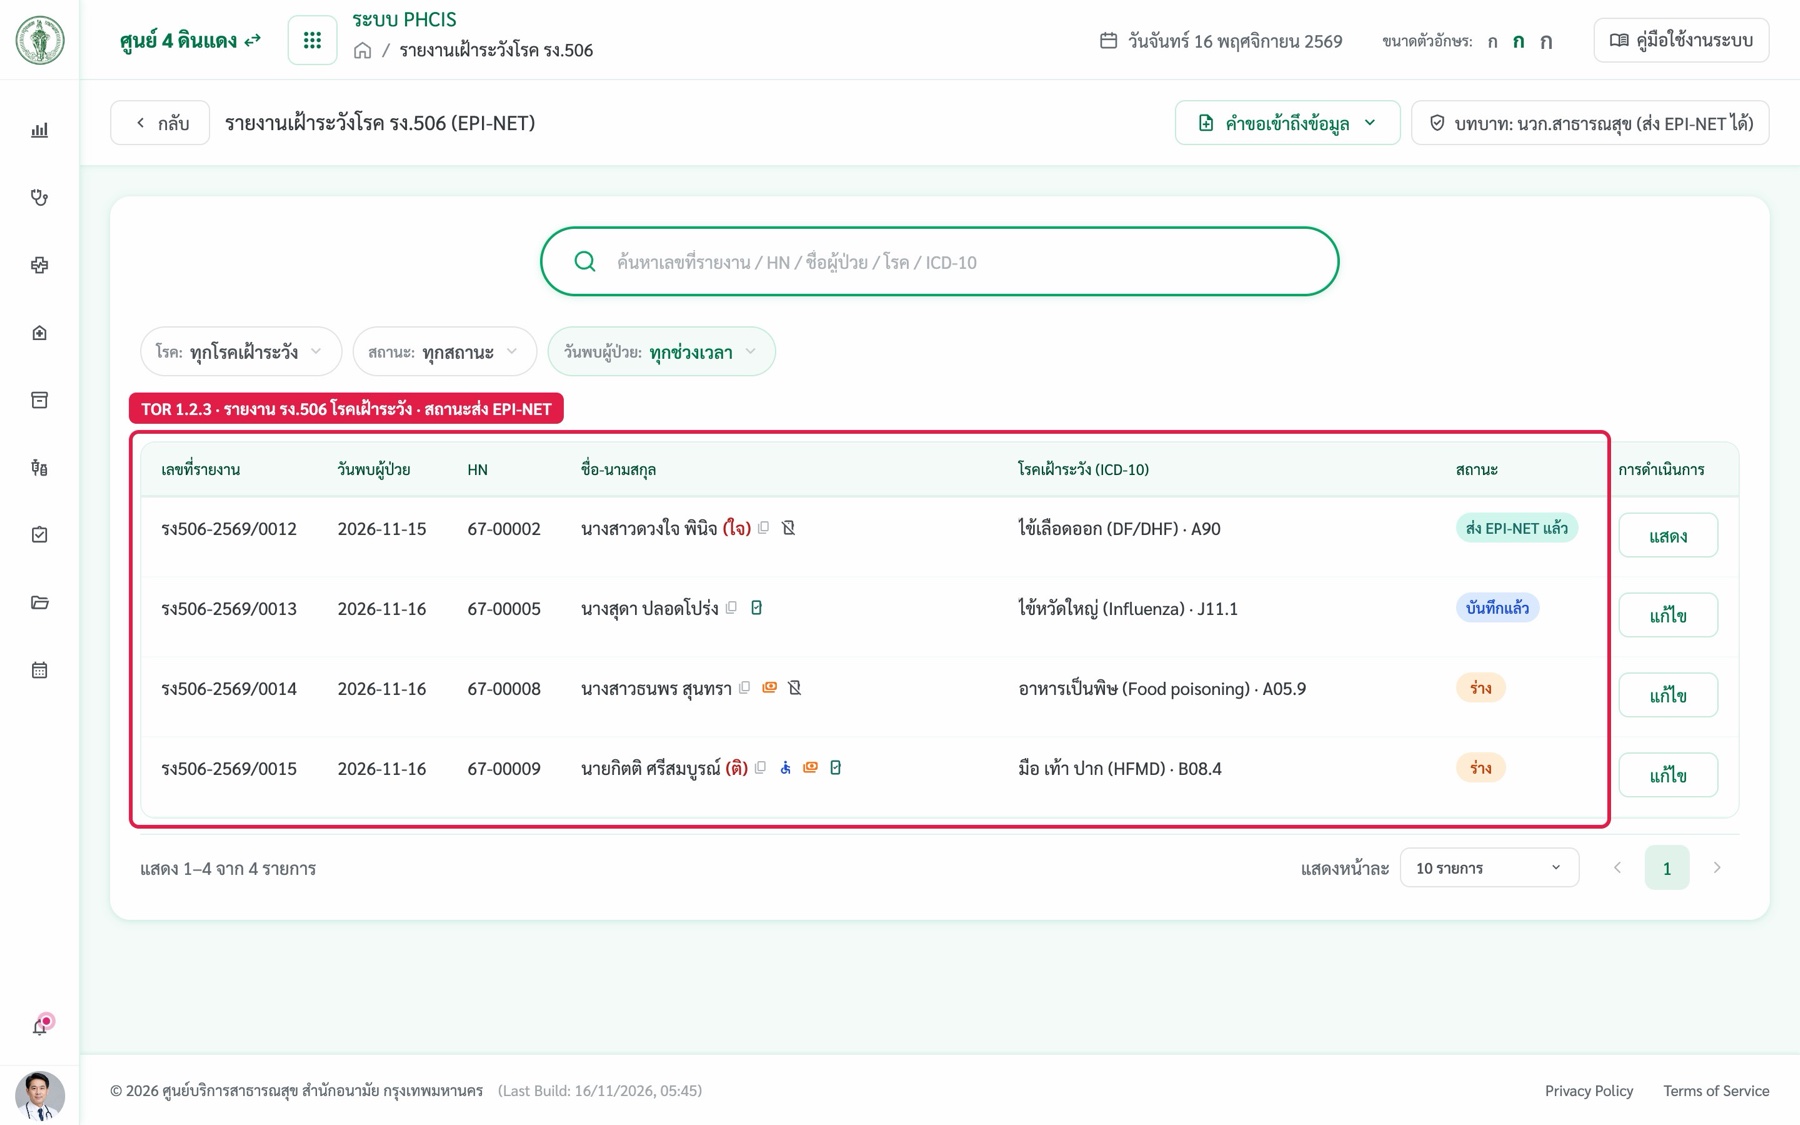 ศูนย์ 4 ดินแดง
ระบบ PHCIS
/ รายงานเฝ้าระวังโรค รง.506
วันจันทร์ 16 พฤศจิกายน 2569
ขนาดตัวอักษร: ก ก ก
คู่มือใช้งานระบบ
กลับ
รายงานเฝ้าระวังโรค รง.506 (EPI-NET)
คำขอเข้าถึงข้อมูล
บทบาท: นวก.สาธารณสุข (ส่ง EPI-NET ได้)
ค้นหาเลขที่รายงาน / HN / ชื่อผู้ป่วย / โรค / ICD-10
โรค: ทุกโรคเฝ้าระวัง
สถานะ: ทุกสถานะ
วันพบผู้ป่วย: ทุกช่วงเวลา
TOR 1.2.3 · รายงาน รง.506 โรคเฝ้าระวัง · สถานะส่ง EPI-NET
เลขที่รายงาน วันพบผู้ป่วย HN ชื่อ-นามสกุล โรคเฝ้าระวัง (ICD-10) สถานะ การดำเนินการ
รง506-2569/0012 2026-11-15 67-00002 นางสาวดวงใจ พินิจ (ใจ) ไข้เลือดออก (DF/DHF) · A90 ส่ง EPI-NET แล้ว แสดง
รง506-2569/0013 2026-11-16 67-00005 นางสุดา ปลอดโปร่ง ไข้หวัดใหญ่ (Influenza) · J11.1 บันทึกแล้ว แก้ไข
รง506-2569/0014 2026-11-16 67-00008 นางสาวธนพร สุนทรา อาหารเป็นพิษ (Food poisoning) · A05.9 ร่าง แก้ไข
รง506-2569/0015 2026-11-16 67-00009 นายกิตติ ศรีสมบูรณ์ (ติ) มือ เท้า ปาก (HFMD) · B08.4 ร่าง แก้ไข
แสดง 1–4 จาก 4 รายการ
แสดงหน้าละ 10 รายการ 1
© 2026 ศูนย์บริการสาธารณสุข สำนักอนามัย กรุงเทพมหานคร (Last Build: 16/11/2026, 05:45)
Privacy Policy Terms of Service